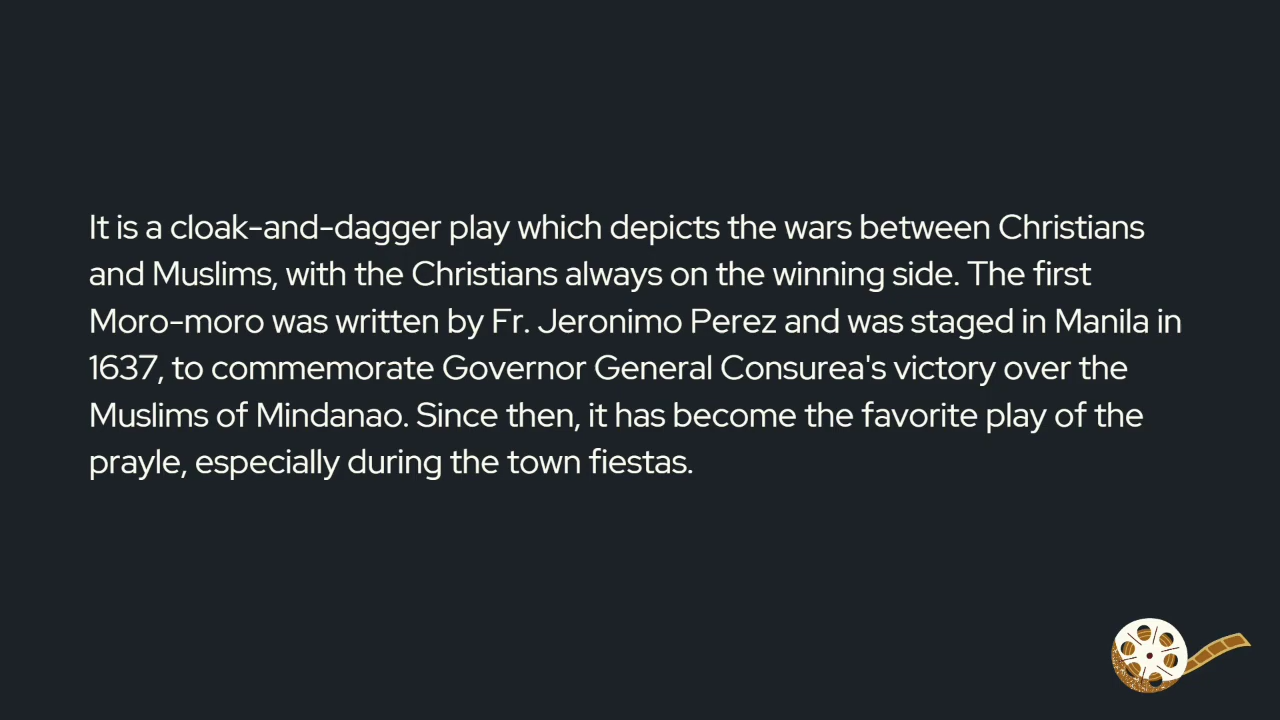 It is a cloak-and-dagger play which depicts the wars between Christians
and Muslims, with the Christians always on the winning side. The first
Moro-moro was written by Fr. Jeronimo Perez and was staged in Manila in
1637, to commemorate Governor General Consurea's victory over the
Muslims of Mindanao. Since then, it has become the favorite play of the
prayle, especially during the town fiestas.